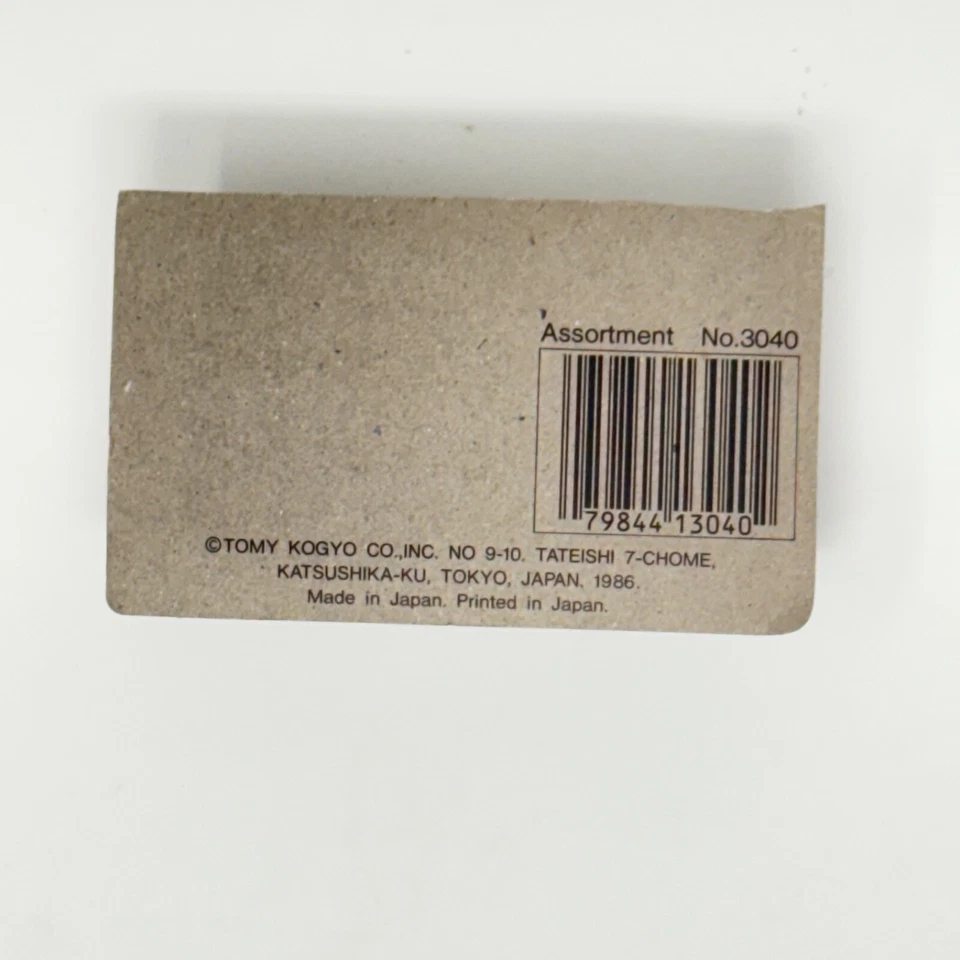 Assortment No.3040
79844 13040
©TOMY KOGYO CO.,INC. NO 9-10. TATEISHI 7-CHOME,
KATSUSHIKA-KU, TOKYO, JAPAN, 1986.
Made in Japan. Printed in Japan.